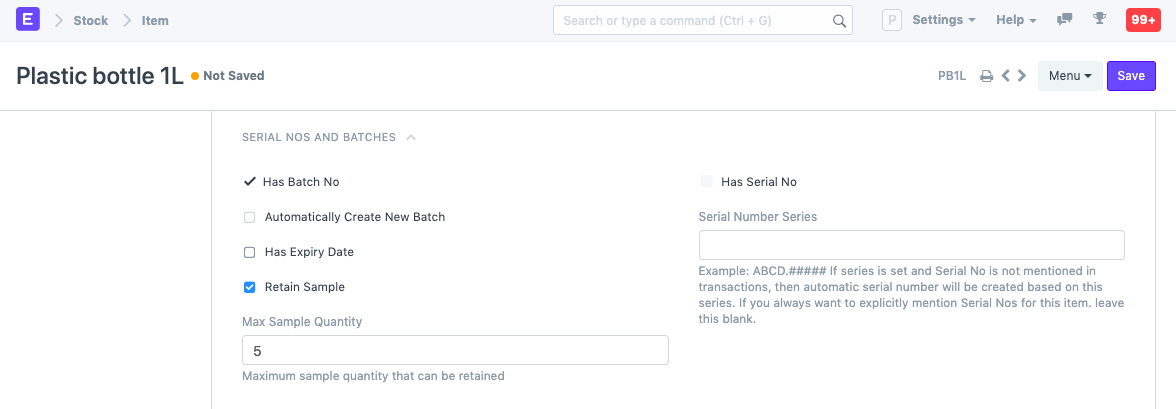 E Stock Item Search or type a command (Ctrl + G) P Settings Help 99+
Plastic bottle 1L Not Saved PB1L Menu Save
SERIAL NOS AND BATCHES
Has Batch No
Automatically Create New Batch
Has Expiry Date
Retain Sample
Max Sample Quantity
5
Maximum sample quantity that can be retained
Has Serial No
Serial Number Series
Example: ABCD.##### If series is set and Serial No is not mentioned in
transactions, then automatic serial number will be created based on this
series. If you always want to explicitly mention Serial Nos for this item. leave
this blank.